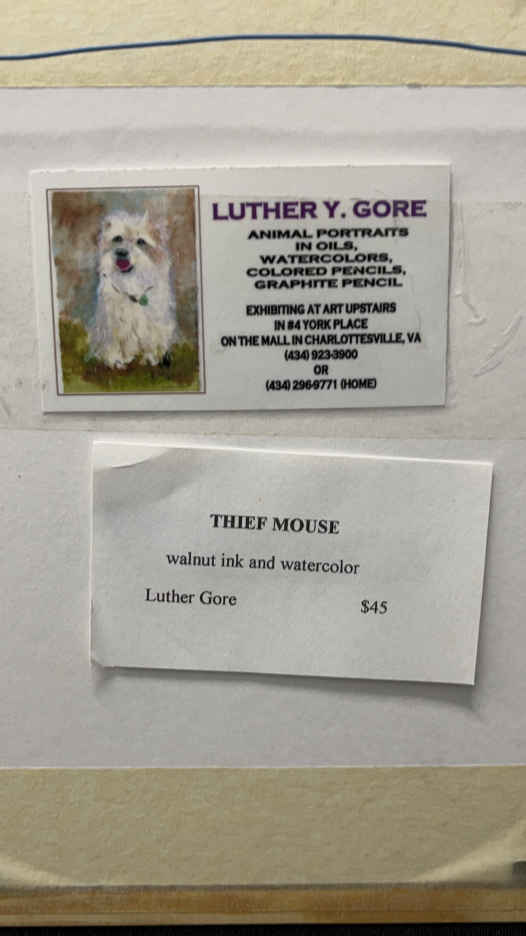 LUTHER Y. GORE
ANIMAL PORTRAITS
IN OILS,
WATERCOLORS,
COLORED PENCILS,
GRAPHITE PENCIL
EXHIBITING AT ART UPSTAIRS
IN #4 YORK PLACE
ON THE MALL IN CHARLOTTESVILLE, VA
(434) 923-3900
OR
(434) 296-9771 (HOME)
THIEF MOUSE
walnut ink and watercolor
Luther Gore $45